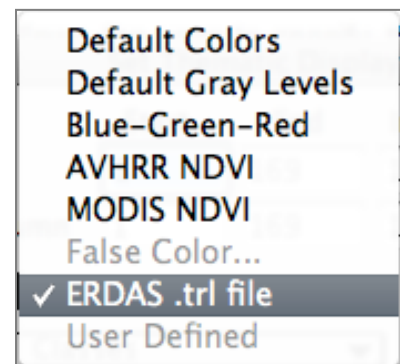 Default Colors
Default Gray Levels
Blue-Green-Red
AVHRR NDVI
MODIS NDVI
False Color...
✓ ERDAS .trl file
User Defined